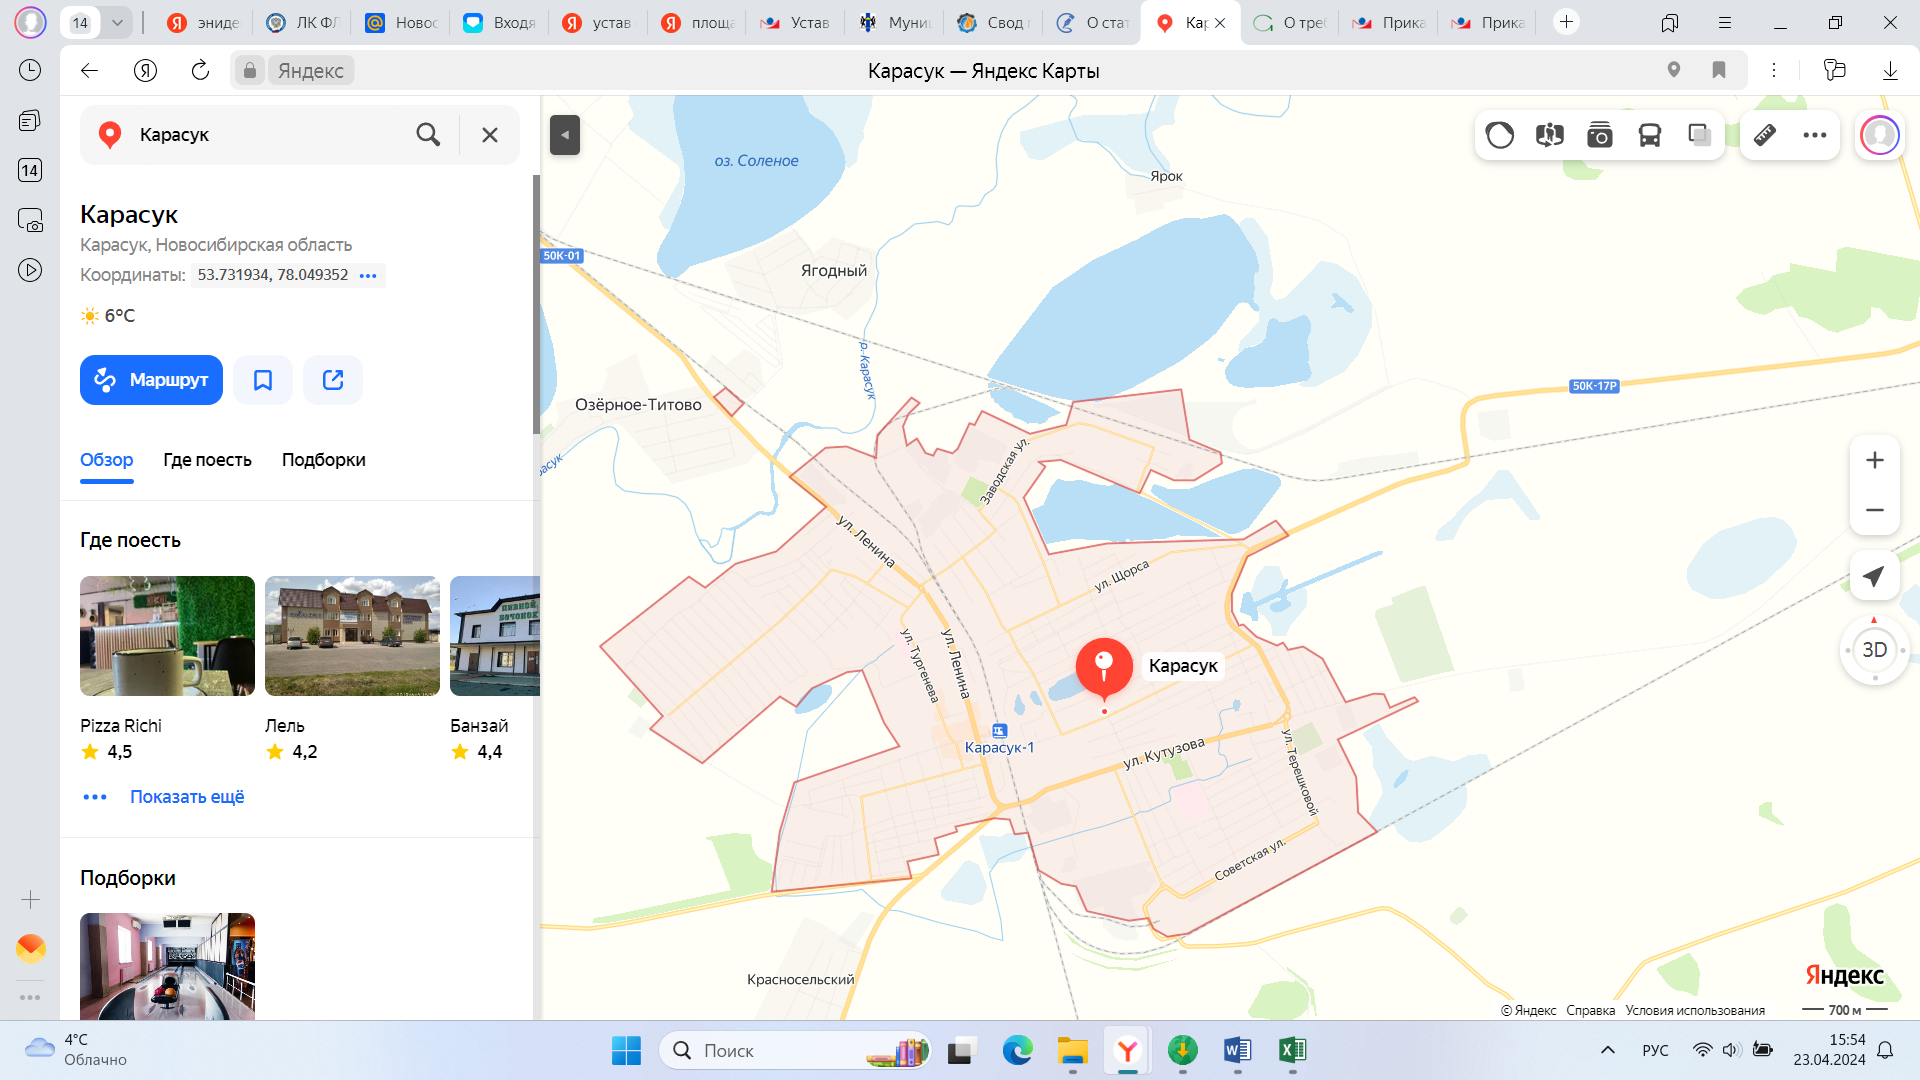 14
эниде
ЛК ФЛ
Новос
Входя
устав
площа
Устав
Муни
Свод г
О стат
Кар
О треб
Прика
Прика
Яндекс
Карасук — Яндекс Карты
14
Карасук
Карасук
Карасук, Новосибирская область
Координаты: 53.731934, 78.049352
6°C
Маршрут
Обзор Где поесть Подборки
Где поесть
Pizza Richi
4,5
Лель
4,2
Банзай
4,4
Показать ещё
Подборки
оз. Соленое
Ярок
50К-01
Ягодный
р. Карасук
50К-17Р
Озёрное-Титово
Заводская ул.
ул. Ленина
ул. Щорса
ул. Тургенева
ул. Ленина
Карасук
Карасук-1
ул. Кутузова
ул. Терешковой
Советская ул.
Красносельский
3D
Яндекс
© Яндекс Справка Условия использования
700 м
4°C
Облачно
Поиск
РУС
15:54
23.04.2024